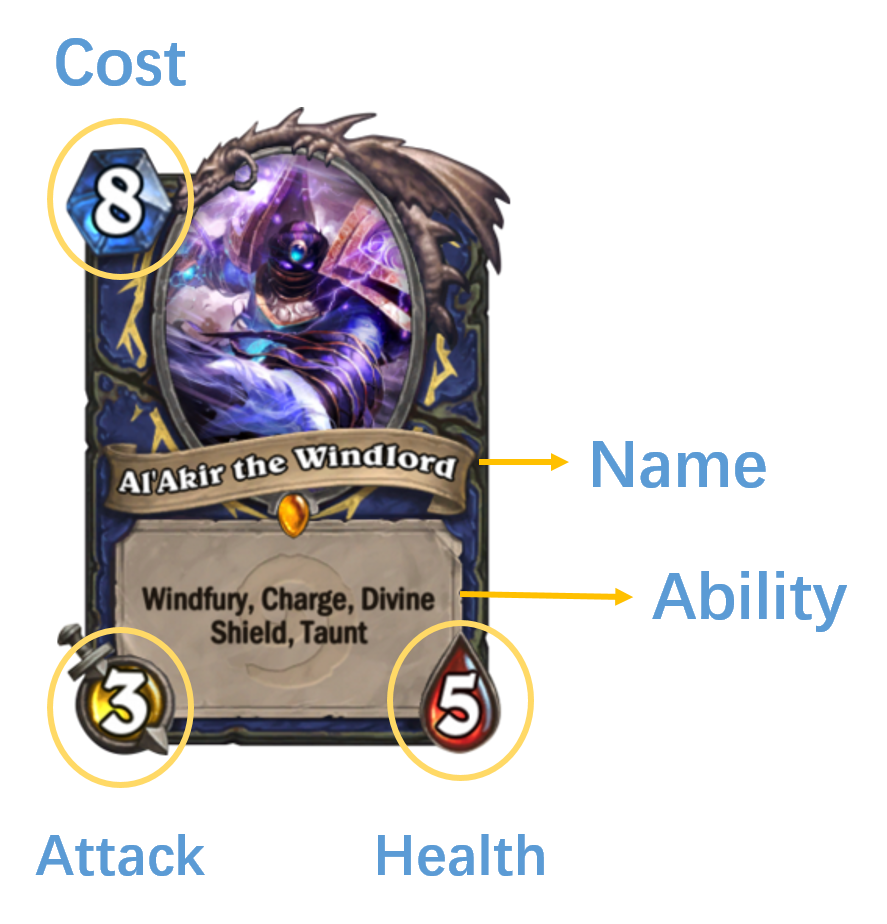 Cost
8
Al'Akir the Windlord
Name
Windfury, Charge, Divine
Shield, Taunt
Ability
3
5
Attack
Health